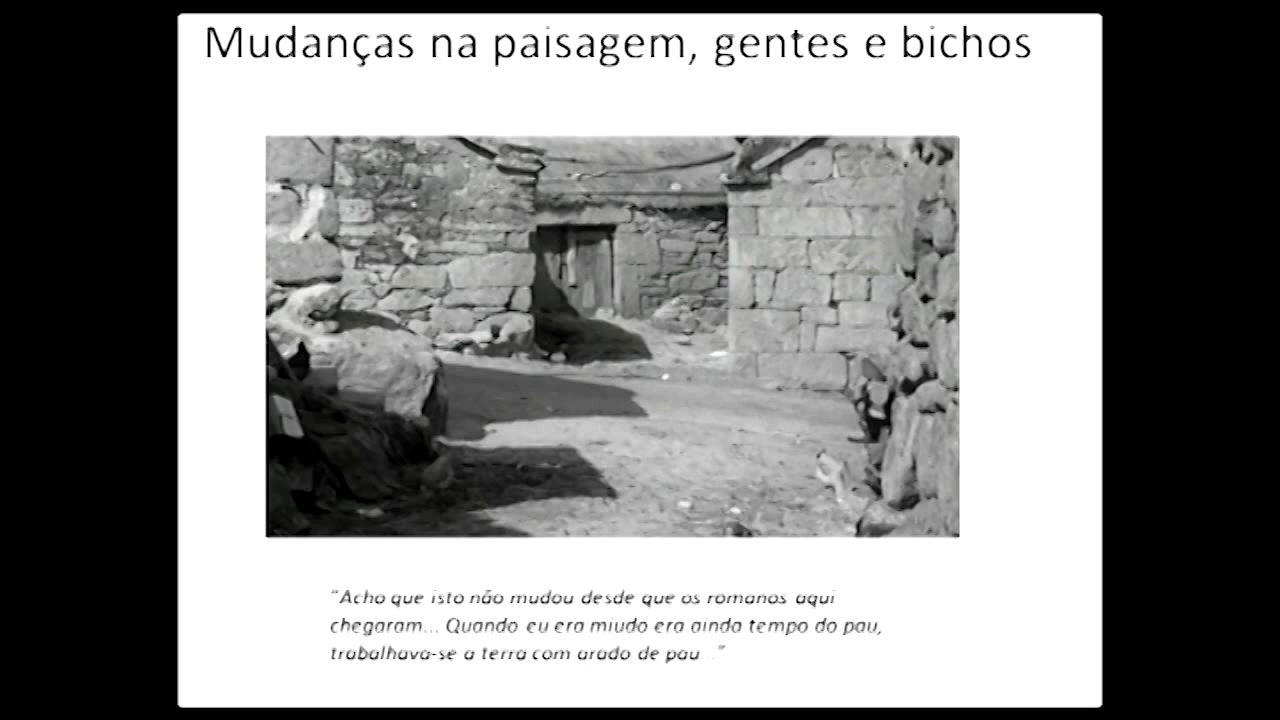 Mudanças na paisagem, gentes e bichos
"Acho que isto não mudou desde que os romanos aqui
chegaram... Quando eu era miudo era ainda tempo do pau,
trabalhava-se a terra com arado de pau..."